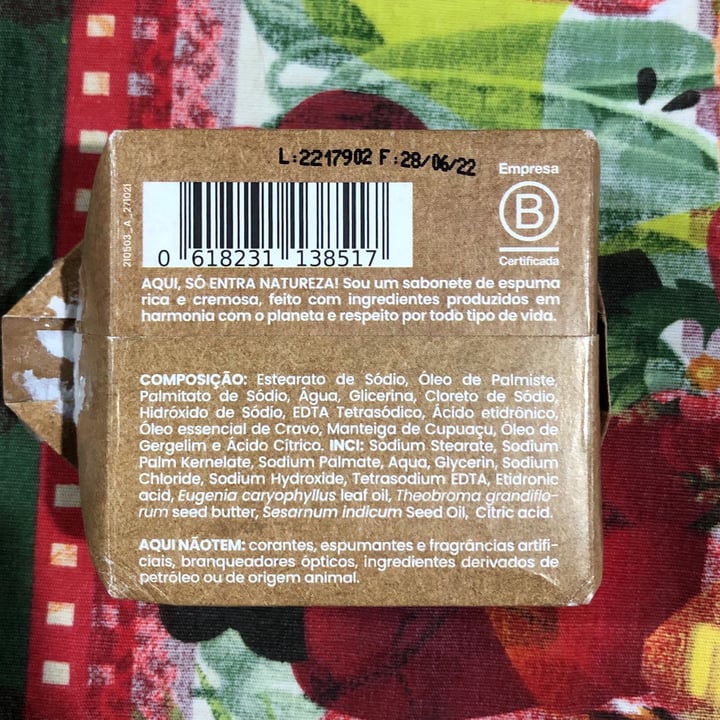 L:2217902 F:28/06/22
Empresa
B
Certificada
210503_A_271021
0 618231 138517
AQUI, SÓ ENTRA NATUREZA! Sou um sabonete de espuma
rica e cremosa, feito com ingredientes produzidos em
harmonia com o planeta e respeito por todo tipo de vida.
COMPOSIÇÃO: Estearato de Sódio, Óleo de Palmiste,
Palmitato de Sódio, Água, Glicerina, Cloreto de Sódio,
Hidróxido de Sódio, EDTA Tetrasódico, Ácido etidrônico,
Óleo essencial de Cravo, Manteiga de Cupuaçu, Óleo de
Gergelim e Ácido Cítrico. INCI: Sodium Stearate, Sodium
Palm Kernelate, Sodium Palmate, Aqua, Glycerin, Sodium
Chloride, Sodium Hydroxide, Tetrasodium EDTA, Etidronic
acid, Eugenia caryophyllus leaf oil, Theobroma grandiflo-
rum seed butter, Sesarnum indicum Seed Oil, Citric acid.
AQUI NÃOTEM: corantes, espumantes e fragrâncias artifi-
ciais, branqueadores ópticos, ingredientes derivados de
petróleo ou de origem animal.